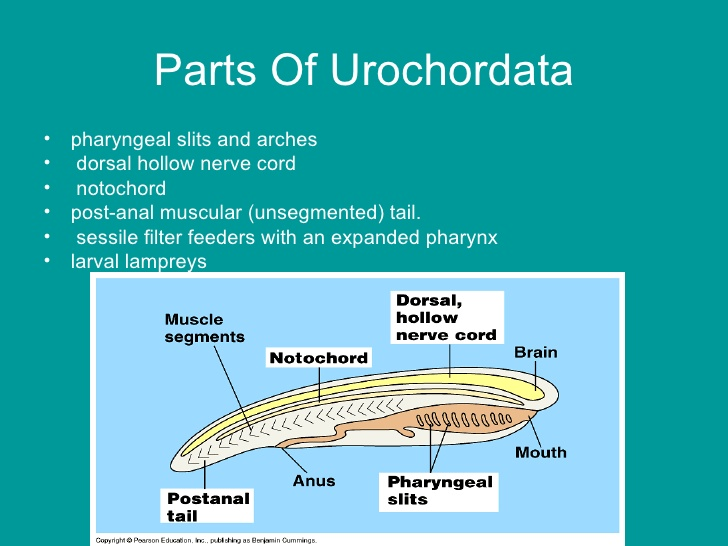 Parts Of Urochordata
• pharyngeal slits and arches
• dorsal hollow nerve cord
• notochord
• post-anal muscular (unsegmented) tail.
• sessile filter feeders with an expanded pharynx
• larval lampreys
Dorsal,
hollow
nerve cord
Muscle
segments
Notochord
Brain
Mouth
Anus
Pharyngeal
slits
Postanal
tail
Copyright © Pearson Education, Inc., publishing as Benjamin Cummings.